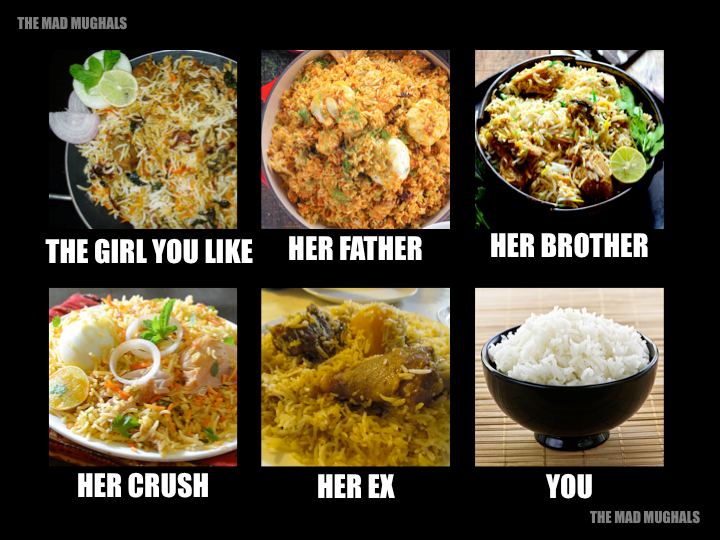 THE MAD MUGHALS
THE GIRL YOU LIKE
HER FATHER
HER BROTHER
HER CRUSH
HER EX
YOU
THE MAD MUGHALS